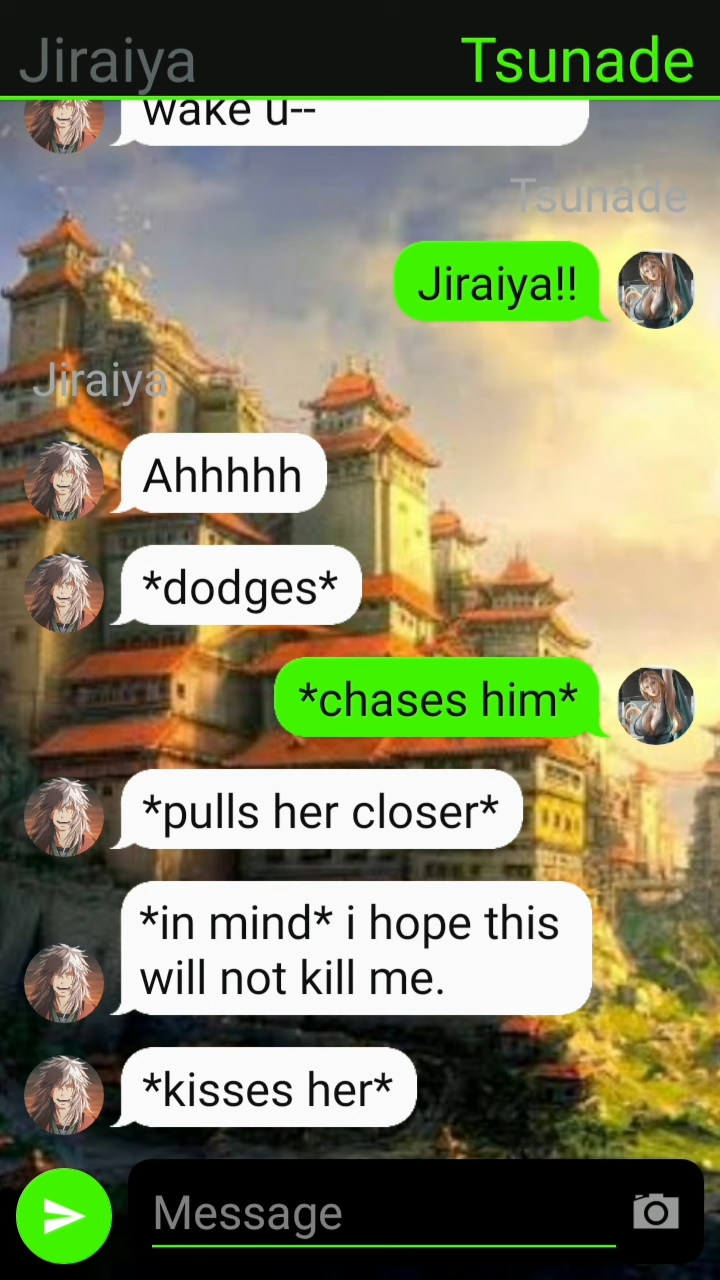 Jiraiya Tsunade
wake u--
Tsunade
Jiraiya!!
Jiraiya
Ahhhhh
*dodges*
*chases him*
*pulls her closer*
*in mind* i hope this
will not kill me.
*kisses her*
Message